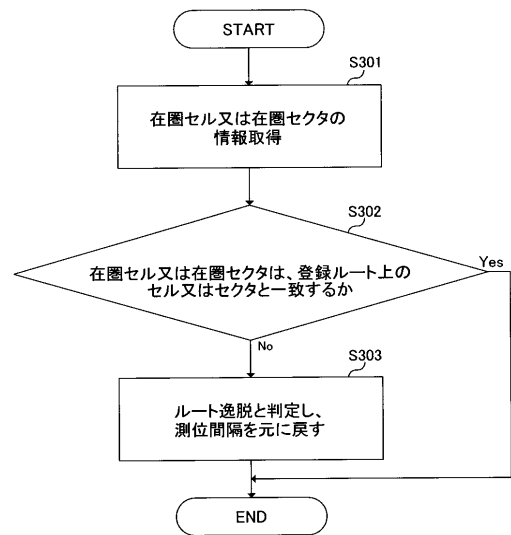 START
S301
在圏セル又は在圏セクタの
情報取得
S302
在圏セル又は在圏セクタは、登録ルート上の
セル又はセクタと一致するか
Yes
No
S303
ルート逸脱と判定し、
測位間隔を元に戻す
END